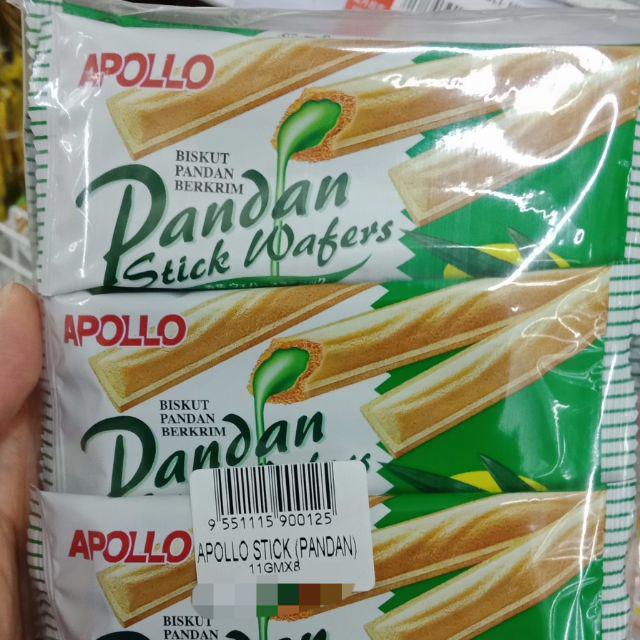 APOLLO
BISKUT
PANDAN
BERKRIM
Pandan
Stick Wafers
APOLLO
BISKUT
PANDAN
BERKRIM
Pandan
9 551115 900125
APOLLO STICK (PANDAN)
11GMX8
APOLLO
BISKUT
PANDAN
Pandan